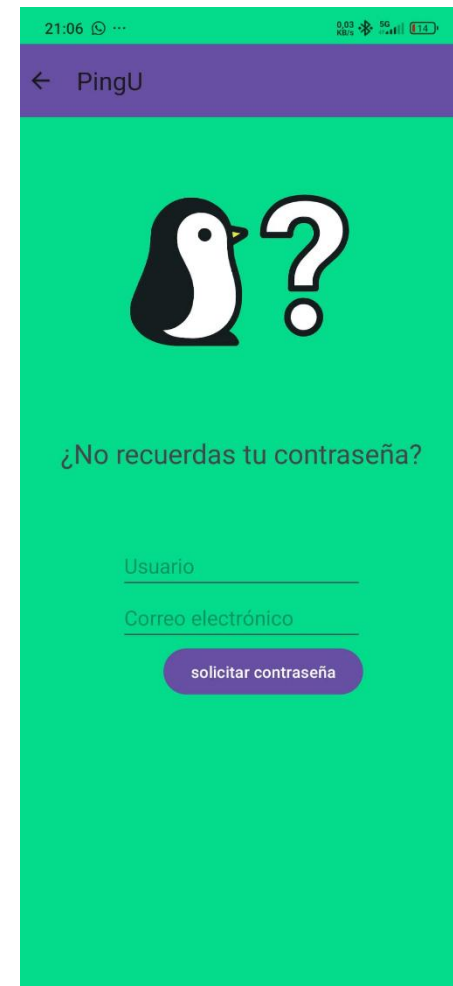 21:06 ...
0,03 KB/s 5G 14
PingU
?
¿No recuerdas tu contraseña?
Usuario
Correo electrónico
solicitar contraseña